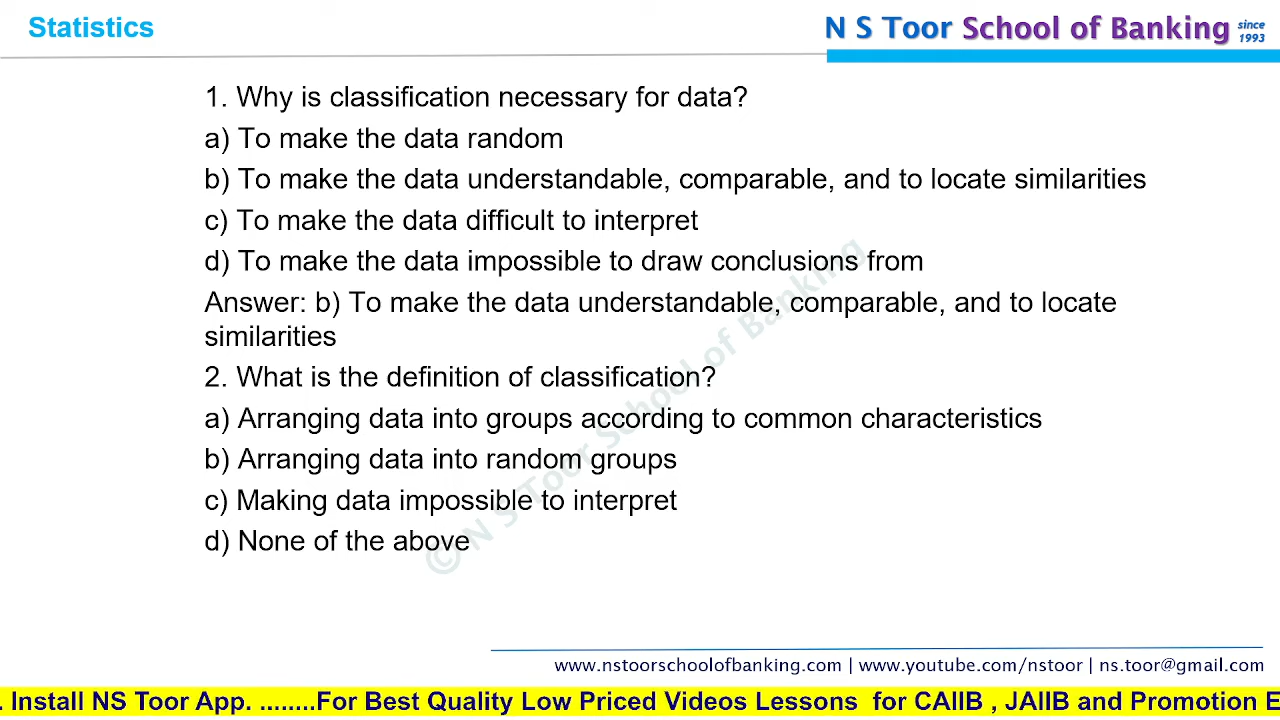 Statistics
N S Toor School of Banking since 1993
1. Why is classification necessary for data?
a) To make the data random
b) To make the data understandable, comparable, and to locate similarities
c) To make the data difficult to interpret
d) To make the data impossible to draw conclusions from
Answer: b) To make the data understandable, comparable, and to locate
similarities
2. What is the definition of classification?
a) Arranging data into groups according to common characteristics
b) Arranging data into random groups
c) Making data impossible to interpret
d) None of the above
© N S Toor School of Banking
www.nstoorschoolofbanking.com | www.youtube.com/nstoor | ns.toor@gmail.com
. Install NS Toor App. ........For Best Quality Low Priced Videos Lessons for CAIIB , JAIIB and Promotion E